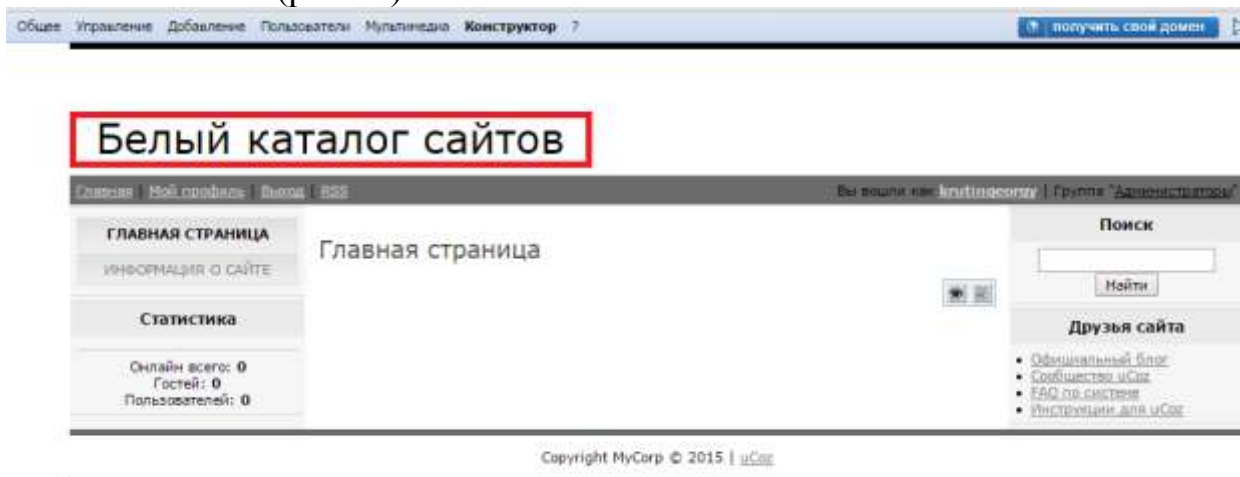 Общее Управление Добавление Пользователи Мультимедиа Конструктор ?
получить свой домен
Белый каталог сайтов
Главная | Мой профиль | Выход | RSS
Вы вошли как krutingeorgy | Группа "Администраторы"
ГЛАВНАЯ СТРАНИЦА
ИНФОРМАЦИЯ О САЙТЕ
Статистика
Онлайн всего: 0
Гостей: 0
Пользователей: 0
Главная страница
Поиск
Найти
Друзья сайта
Официальный блог
Сообщество uCoz
FAQ по системе
Инструкции для uCoz
Copyright MyCorp © 2015 | uCoz